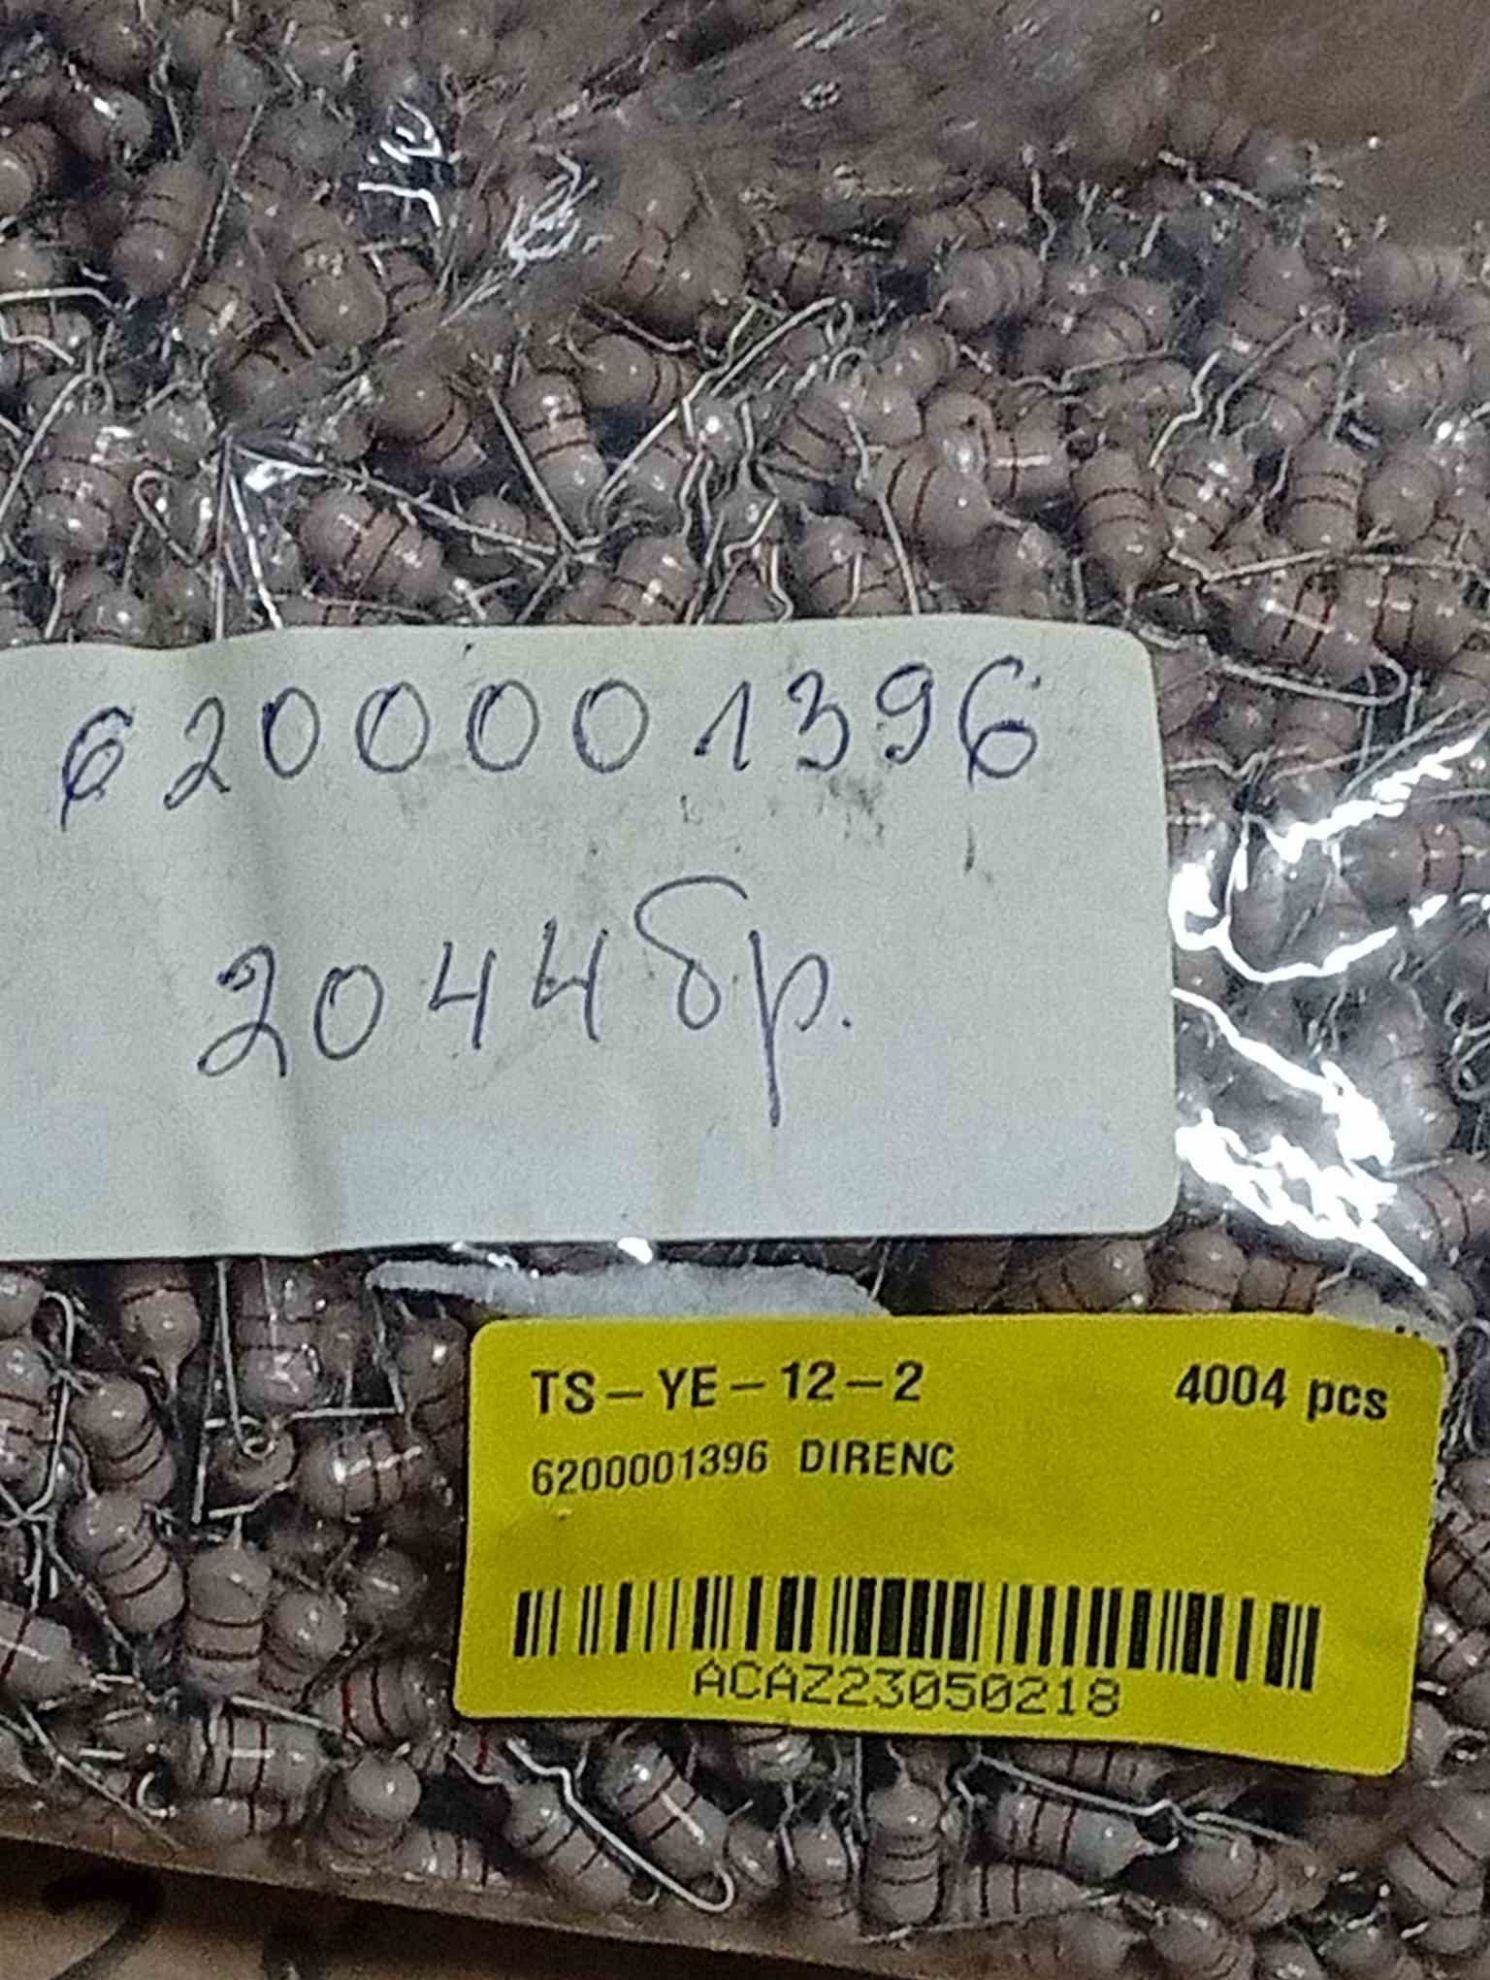 6200001396
2044бр.
TS-YE-12-2 4004 pcs
6200001396 DIRENC
ACAZ23050218